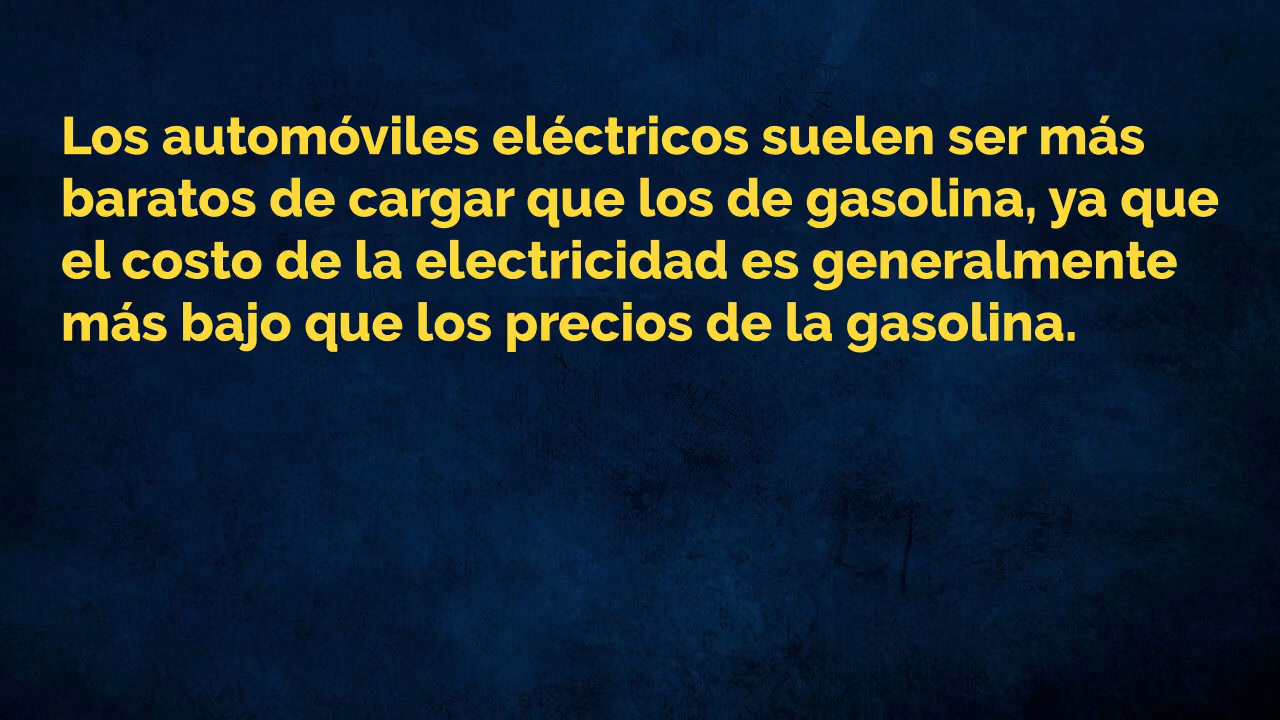 Los automóviles eléctricos suelen ser más
baratos de cargar que los de gasolina, ya que
el costo de la electricidad es generalmente
más bajo que los precios de la gasolina.